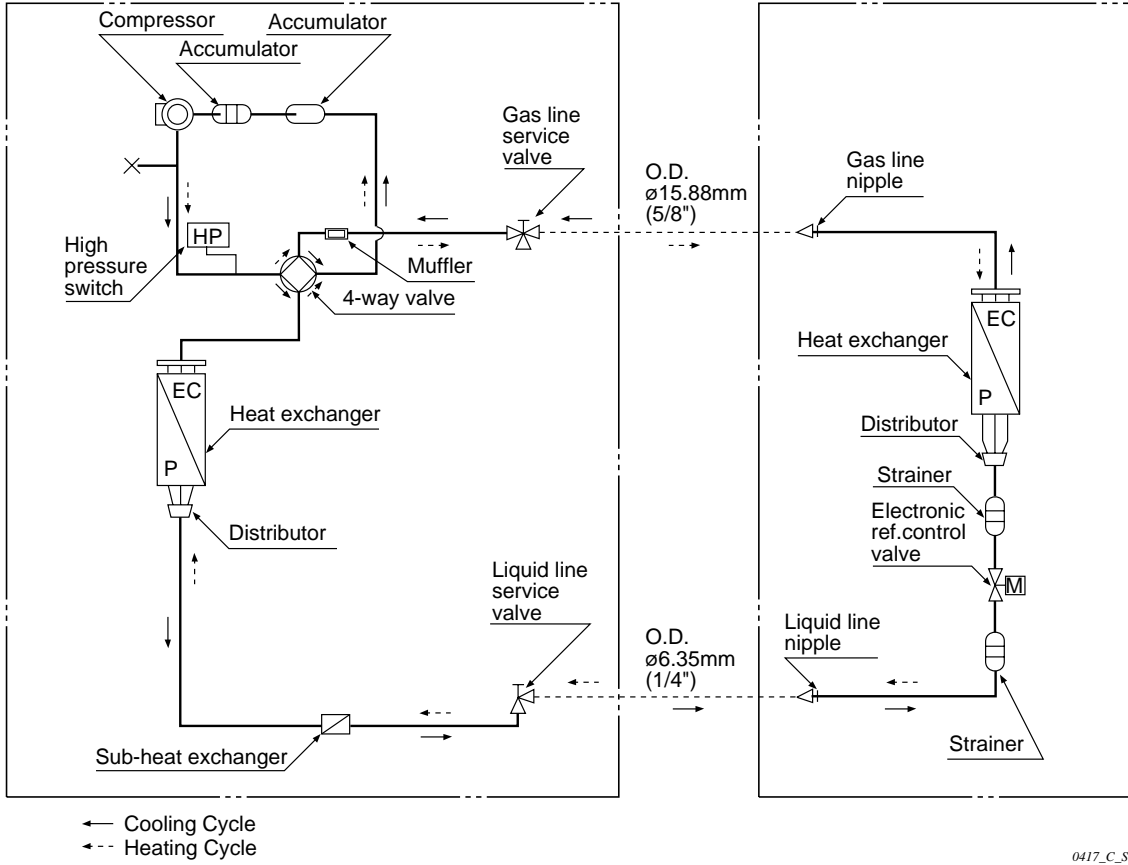 Compressor
Accumulator
Accumulator
Gas line
service
valve
O.D.
ø15.88mm
(5/8")
Gas line
nipple
HP
High
pressure
switch
Muffler
4-way valve
EC
Heat exchanger
P
EC
Heat exchanger
P
Distributor
Distributor
Strainer
Electronic
ref.control
valve
M
Liquid line
service
valve
O.D.
ø6.35mm
(1/4")
Liquid line
nipple
Sub-heat exchanger
Strainer
Cooling Cycle
Heating Cycle
0417_C_S